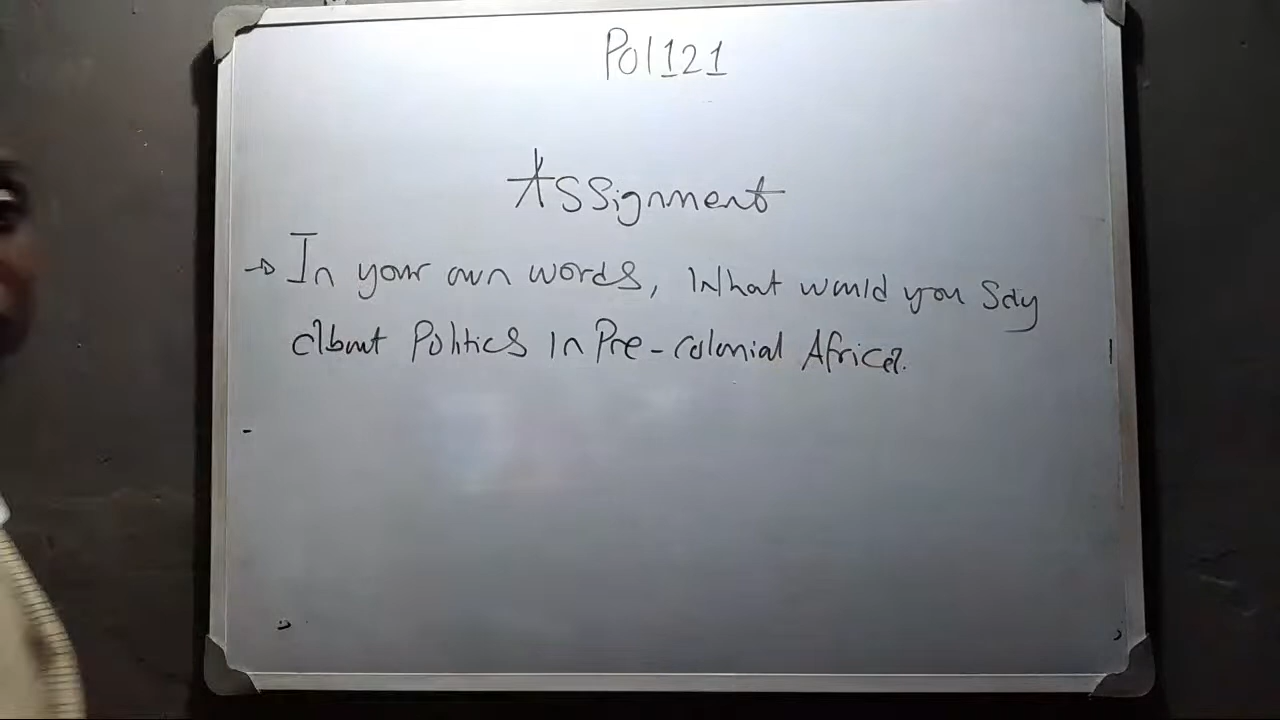 Pol121
Assignment
→ In your own words, What would you say
About Politics In Pre-colonial Africa?.